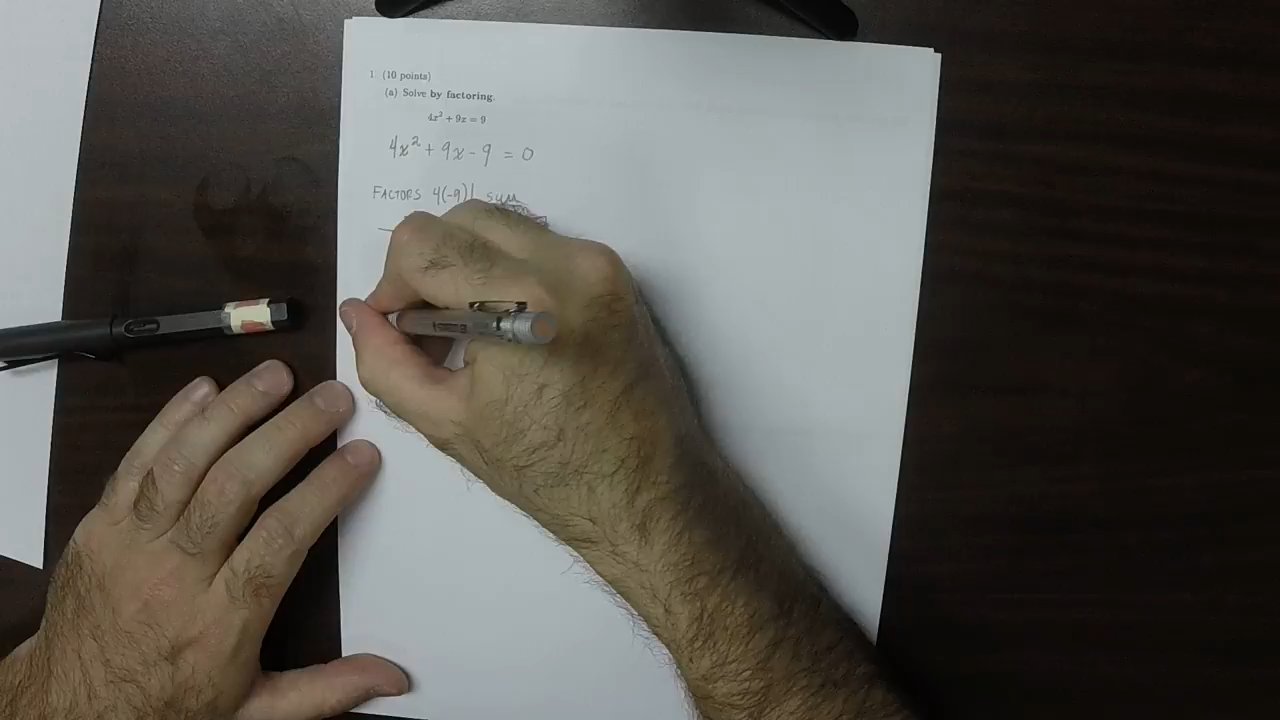 1 (10 points)
(a) Solve by factoring.
4x² + 9x = 9
4x² + 9x - 9 = 0
FACTORS 4(-9) | sum